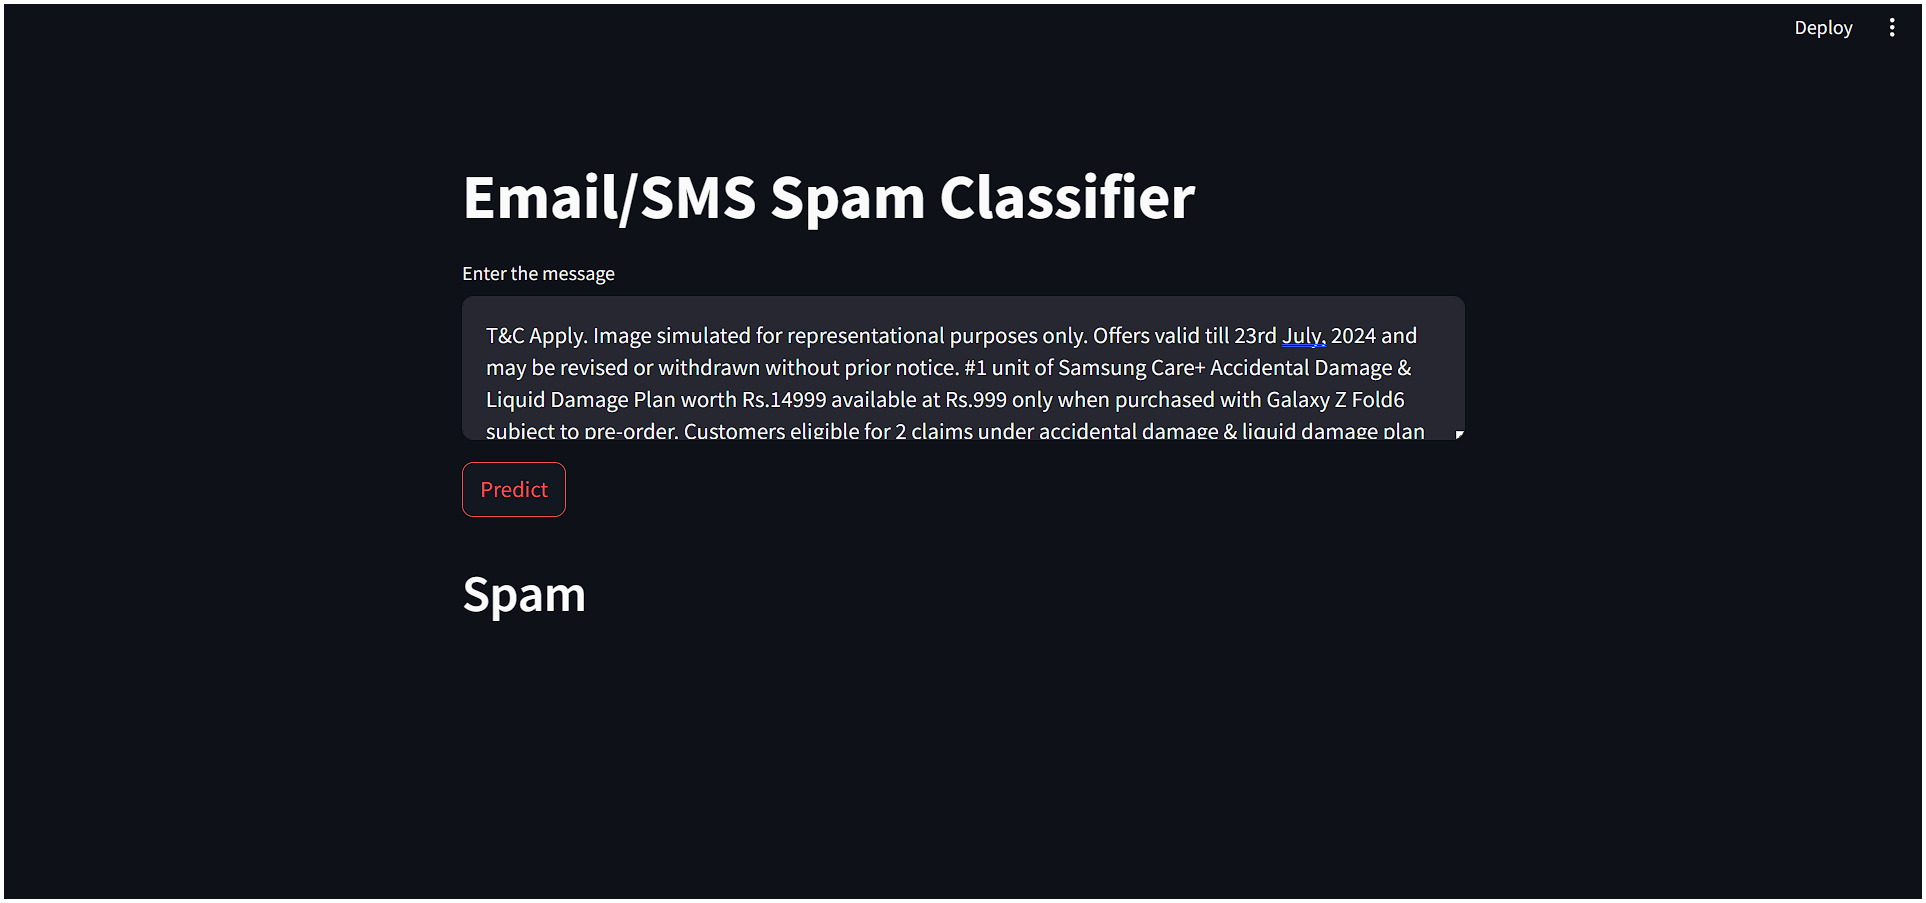 Deploy
Email/SMS Spam Classifier
Enter the message
T&C Apply. Image simulated for representational purposes only. Offers valid till 23rd July, 2024 and
may be revised or withdrawn without prior notice. #1 unit of Samsung Care+ Accidental Damage &
Liquid Damage Plan worth Rs.14999 available at Rs.999 only when purchased with Galaxy Z Fold6
subject to pre-order. Customers eligible for 2 claims under accidental damage & liquid damage plan
Predict
Spam